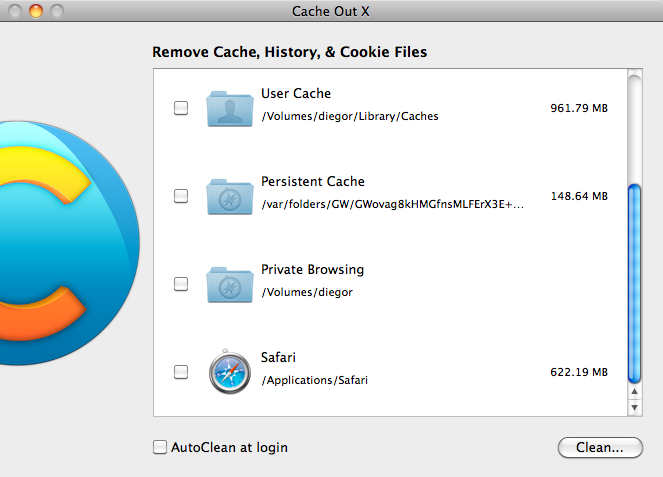 Cache Out X
Remove Cache, History, & Cookie Files
User Cache
/Volumes/diegor/Library/Caches
961.79 MB
Persistent Cache
/var/folders/GW/GWovag8kHMGfnsMLFErX3E+...
148.64 MB
Private Browsing
/Volumes/diegor
Safari
/Applications/Safari
622.19 MB
AutoClean at login
Clean...